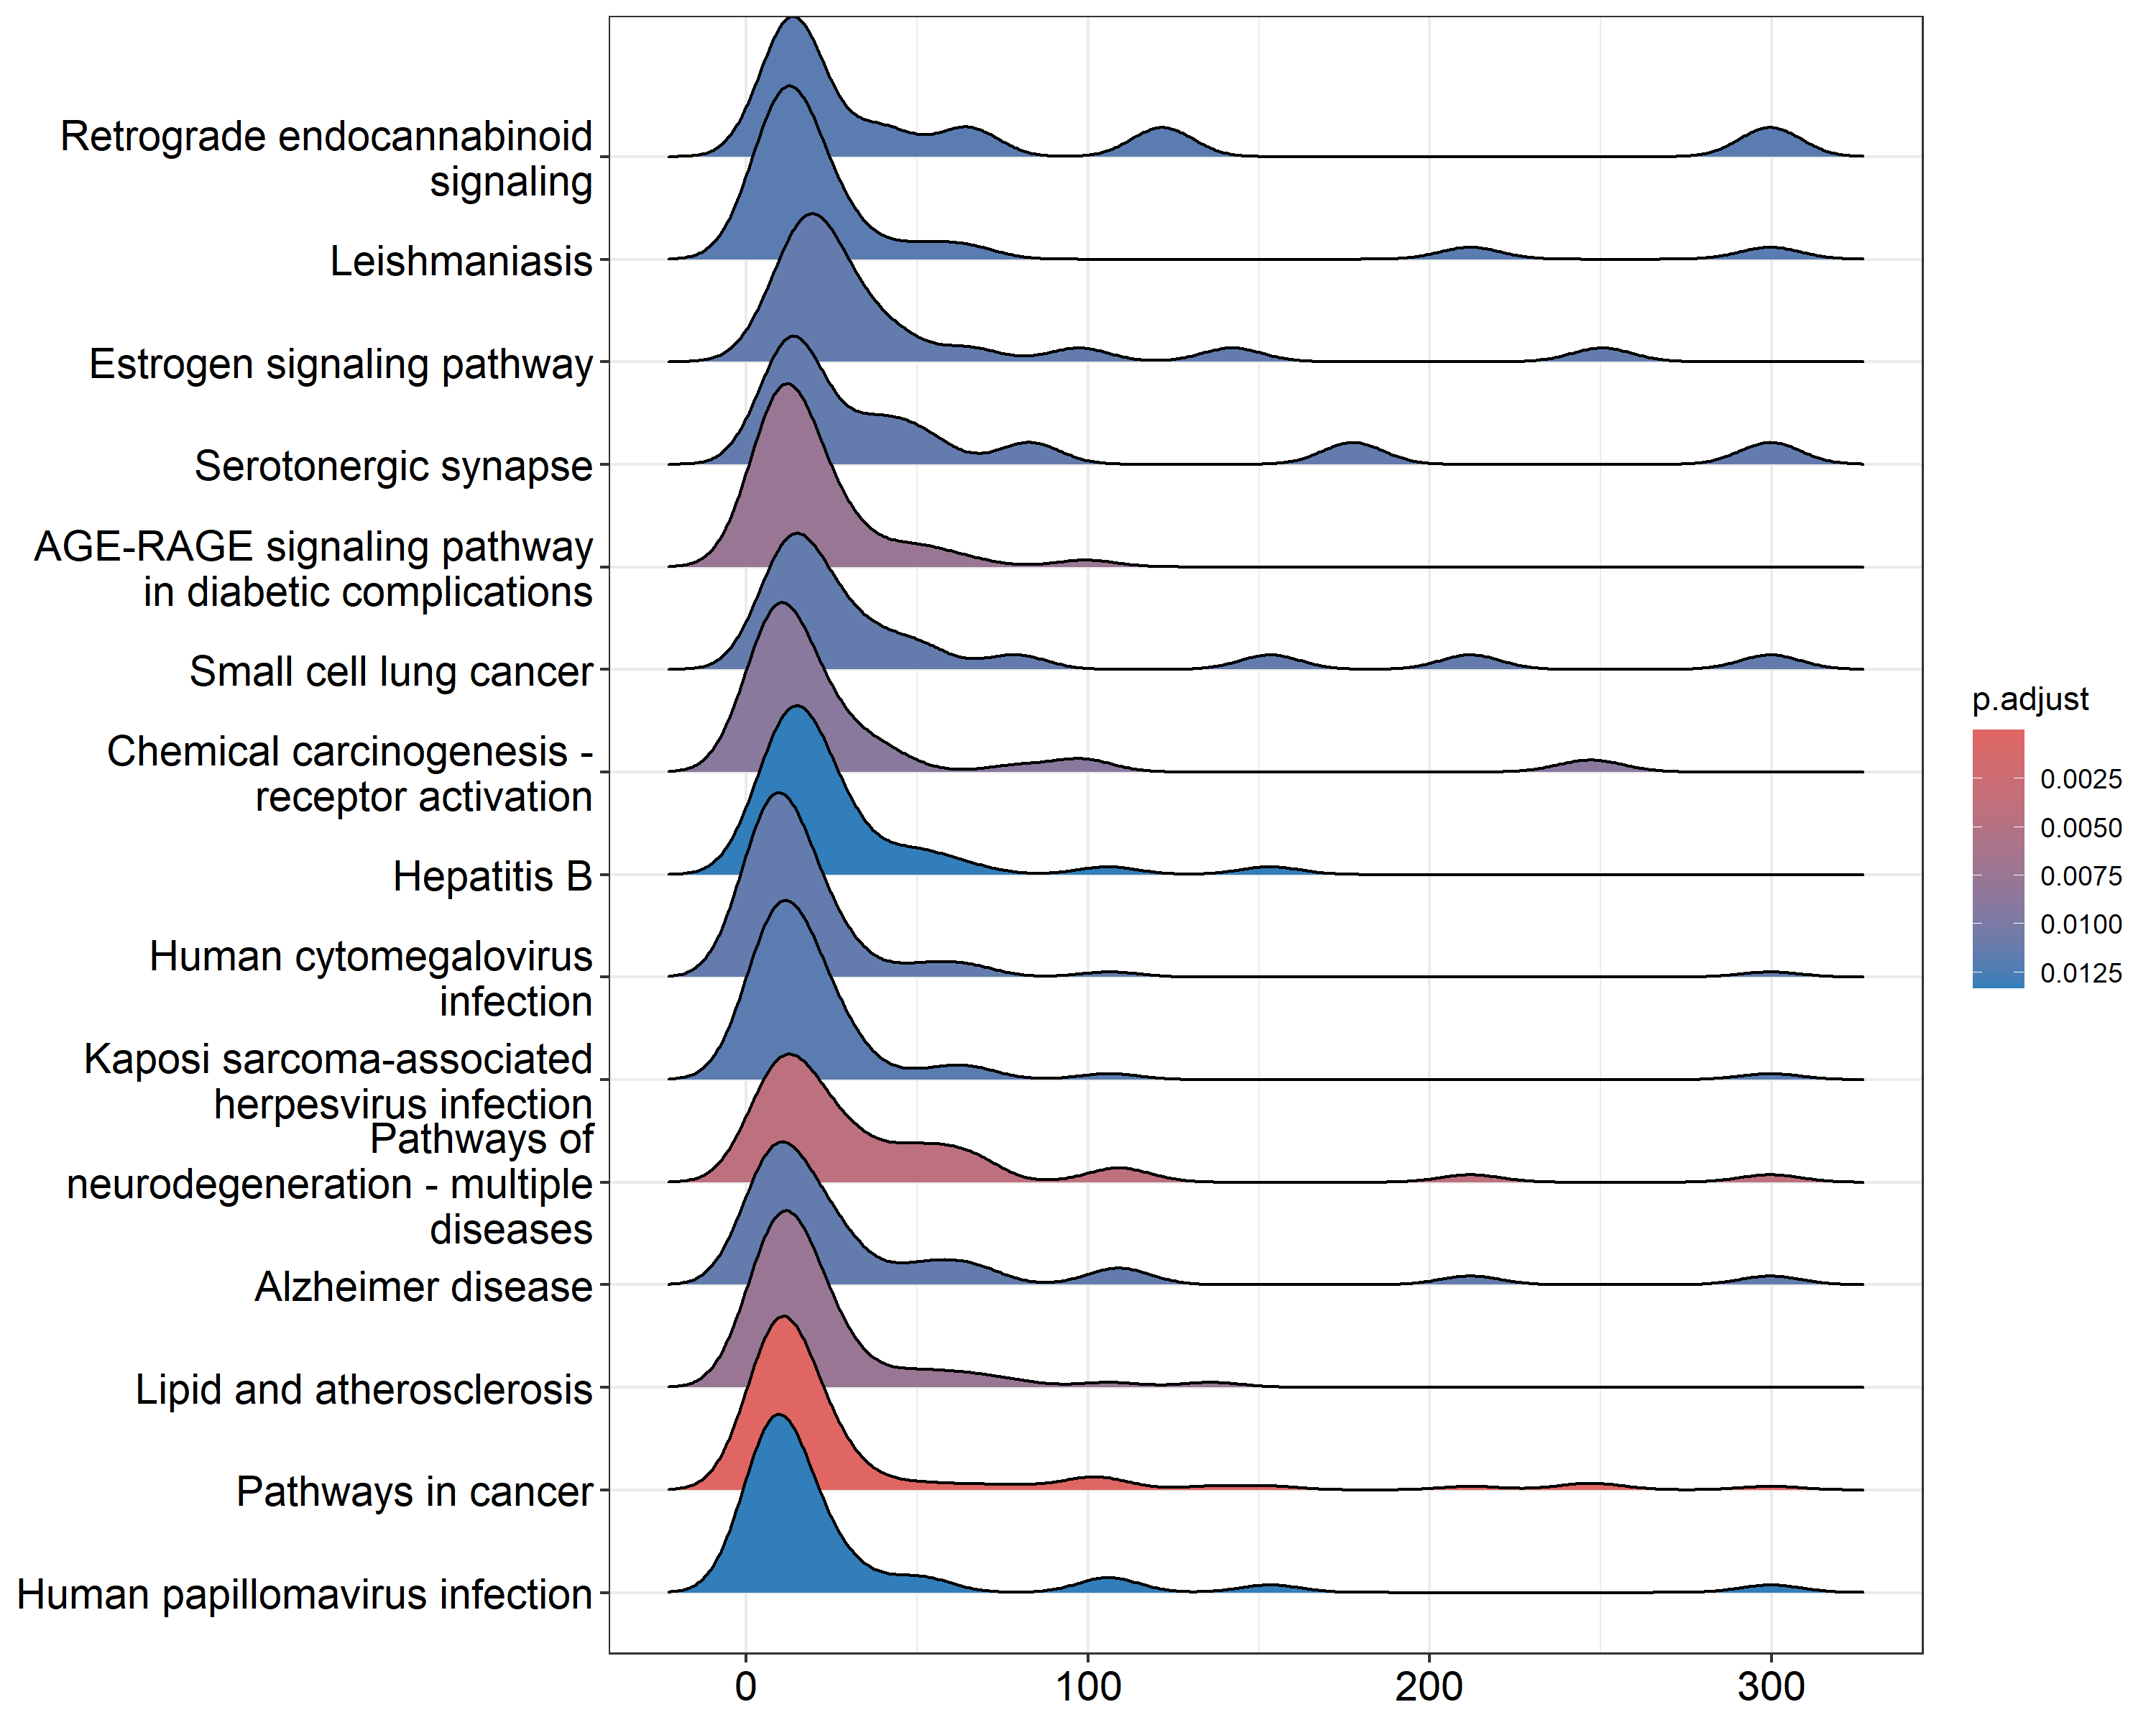 Retrograde endocannabinoid
signaling
Leishmaniasis
Estrogen signaling pathway
Serotonergic synapse
AGE-RAGE signaling pathway
in diabetic complications
Small cell lung cancer
Chemical carcinogenesis -
receptor activation
Hepatitis B
Human cytomegalovirus
infection
Kaposi sarcoma-associated
herpesvirus infection
Pathways of
neurodegeneration - multiple
diseases
Alzheimer disease
Lipid and atherosclerosis
Pathways in cancer
Human papillomavirus infection
0 100 200 300
p.adjust
0.0025
0.0050
0.0075
0.0100
0.0125